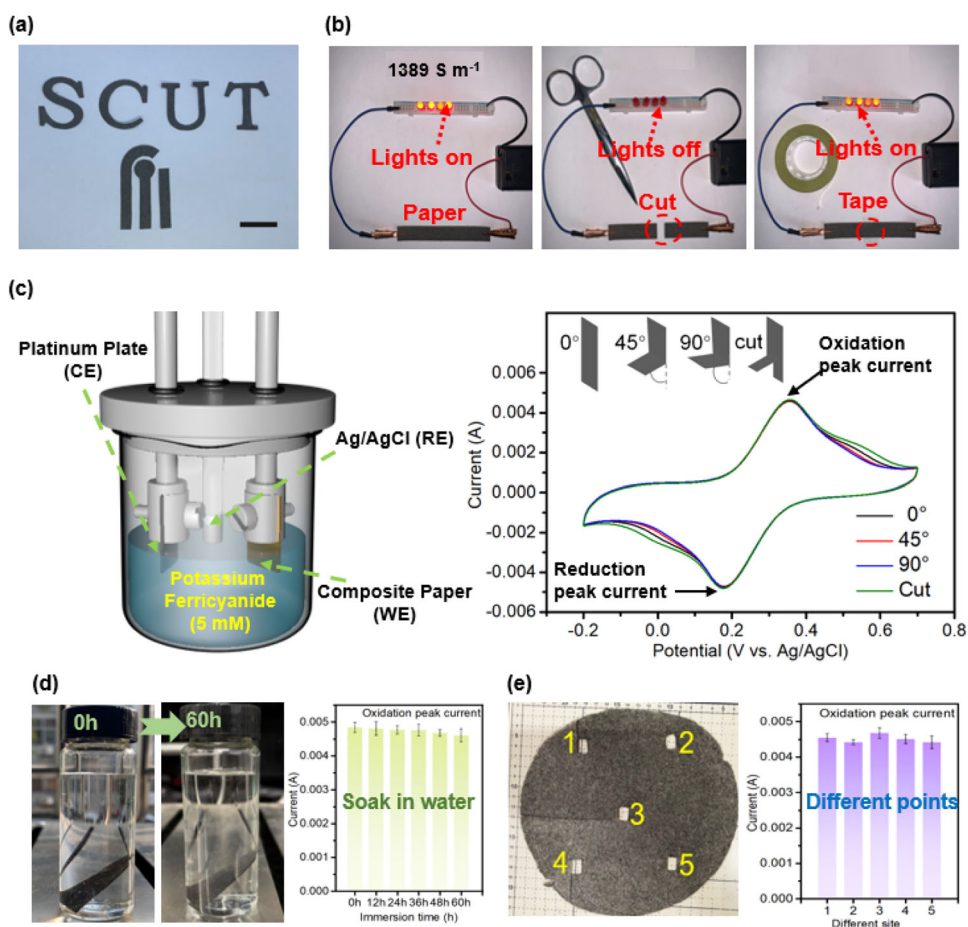 (a)
SCUT
(b)
1389 S m⁻¹
Lights on
Paper
Lights off
Cut
Lights on
Tape
(c)
Platinum Plate
(CE)
Ag/AgCl (RE)
Potassium
Ferricyanide
(5 mM)
Composite Paper
(WE)
0° 45° 90° cut
Oxidation
peak current
Reduction
peak current
0°
45°
90°
Cut
Current (A)
0.006
0.004
0.002
0.000
-0.002
-0.004
-0.006
-0.2 0.0 0.2 0.4 0.6 0.8
Potential (V vs. Ag/AgCl)
(d)
0h
60h
Oxidation peak current
Soak in water
Current (A)
0.005
0.004
0.003
0.002
0.001
0.000
0h 12h 24h 36h 48h 60h
Immersion time (h)
(e)
1
2
3
4
5
Oxidation peak current
Different points
Current (A)
0.005
0.004
0.003
0.002
0.001
0.000
1 2 3 4 5
Different site